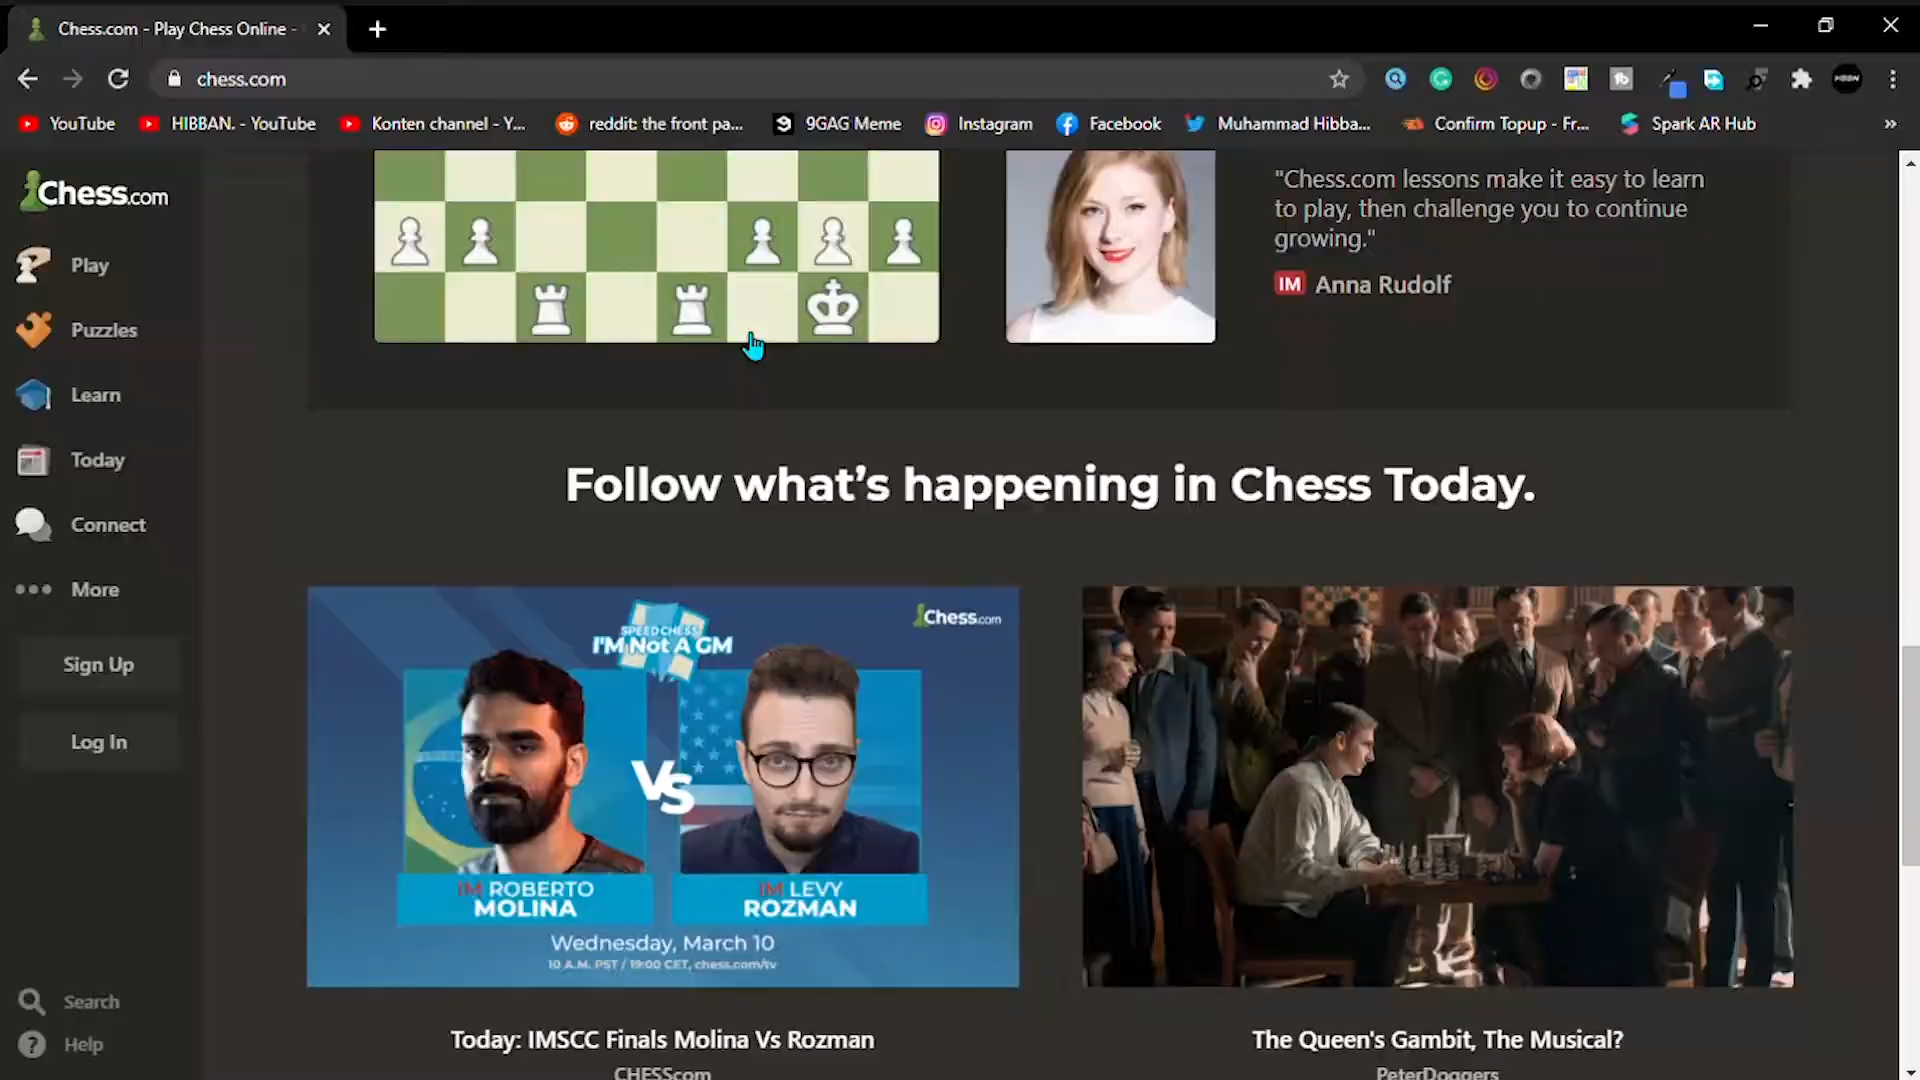 Chess.com - Play Chess Online -
chess.com
YouTube
HIBBAN. - YouTube
Konten channel - Y...
reddit: the front pa...
9GAG Meme
Instagram
Facebook
Muhammad Hibba...
Confirm Topup - Fr...
Spark AR Hub
»
Chess.com
Play
Puzzles
Learn
Today
Connect
More
Sign Up
Log In
Search
Help
"Chess.com lessons make it easy to learn
to play, then challenge you to continue
growing."
IM Anna Rudolf
Follow what's happening in Chess Today.
Chess.com
SPEED CHESS
I'M Not A GM
VS
IM ROBERTO
MOLINA
IM LEVY
ROZMAN
Wednesday, March 10
10 A.M. PST / 19:00 CET, chess.com/tv
Today: IMSCC Finals Molina Vs Rozman
CHESScom
The Queen's Gambit, The Musical?
PeterDoggers